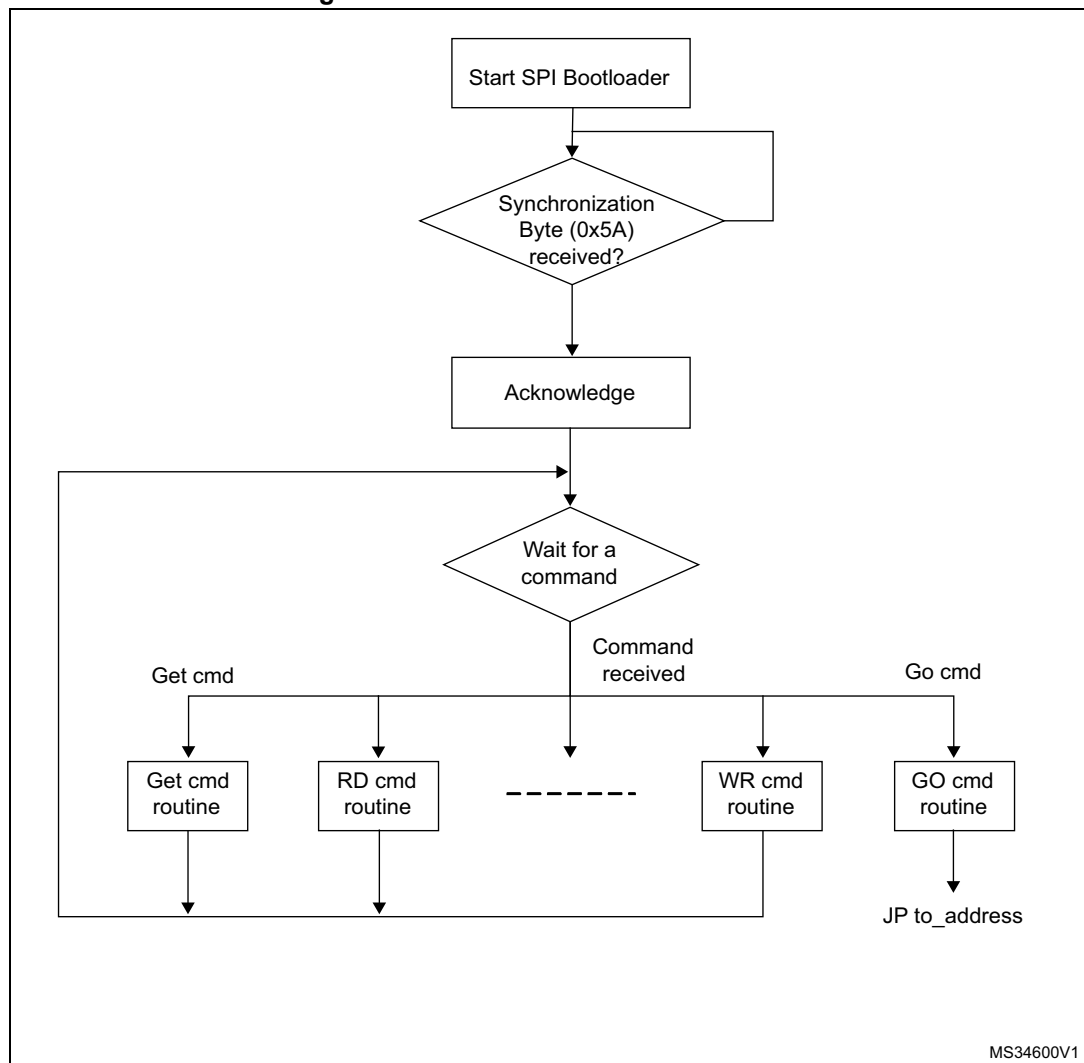 Start SPI Bootloader
Synchronization
Byte (0x5A)
received?
Acknowledge
Wait for a
command
Command
received
Get cmd
Go cmd
Get cmd
routine
RD cmd
routine
WR cmd
routine
GO cmd
routine
JP to_address
MS34600V1